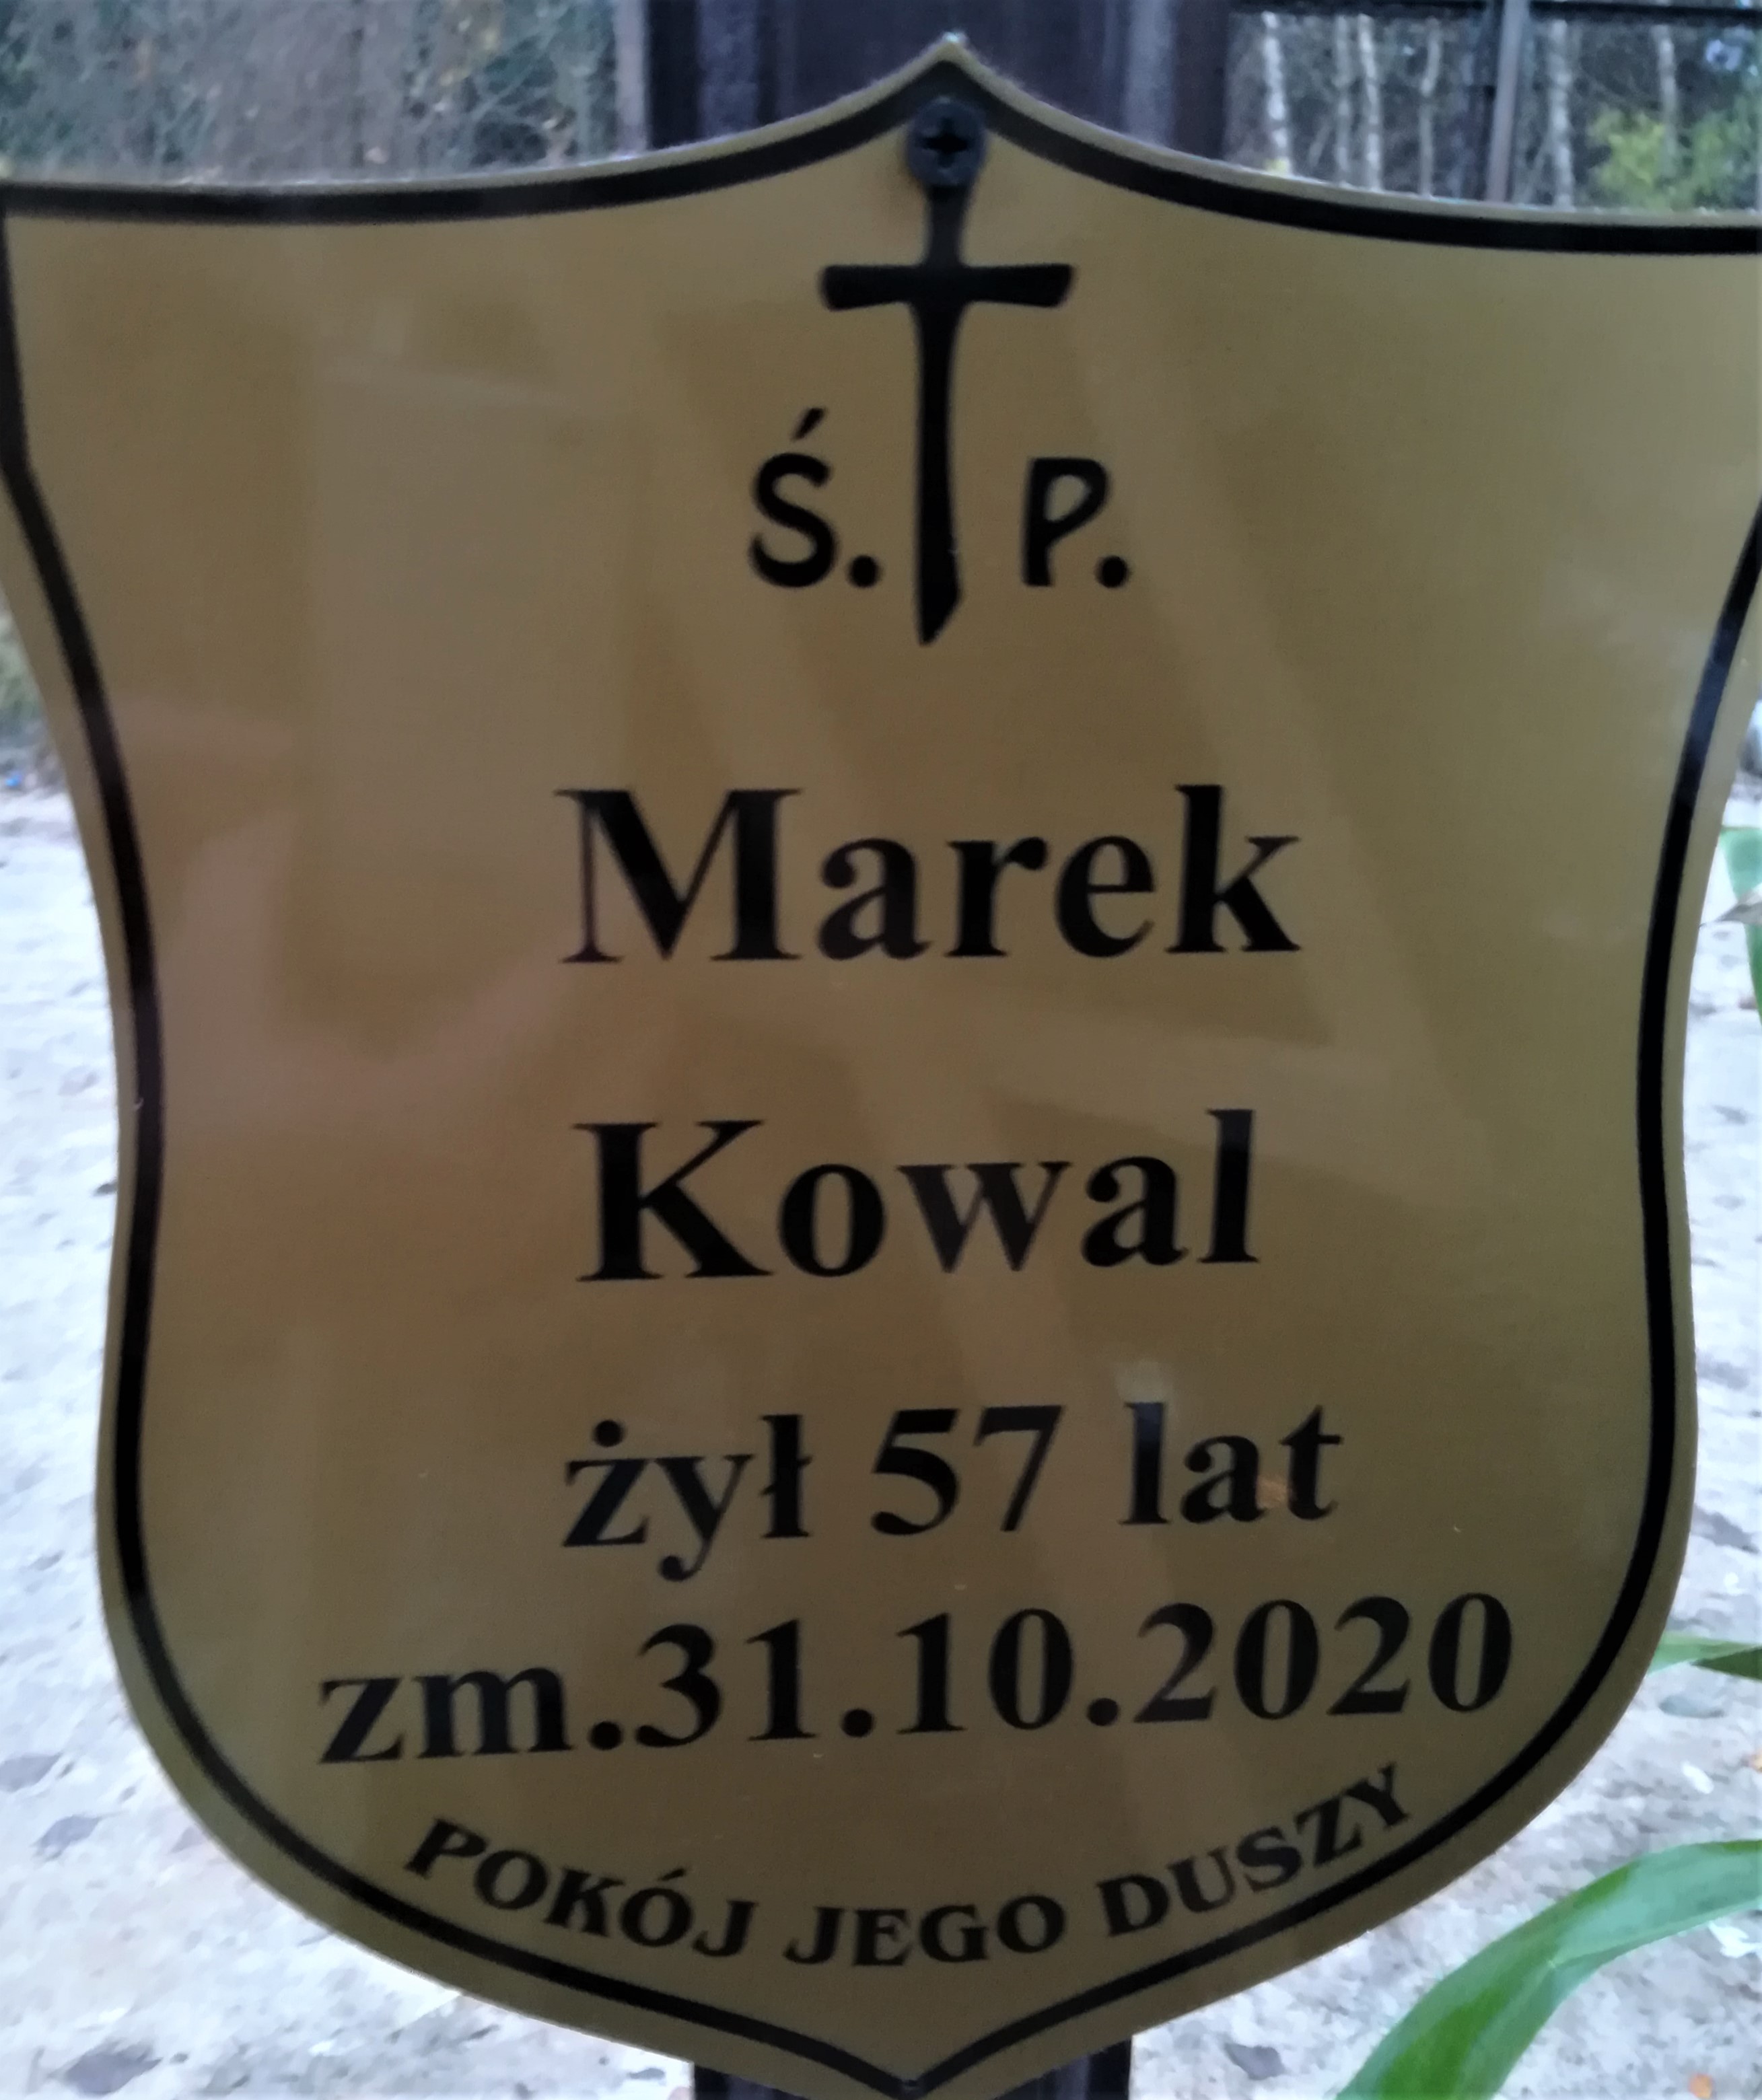 Ś. P.
Marek
Kowal
żył 57 lat
zm.31.10.2020
POKÓJ JEGO DUSZY